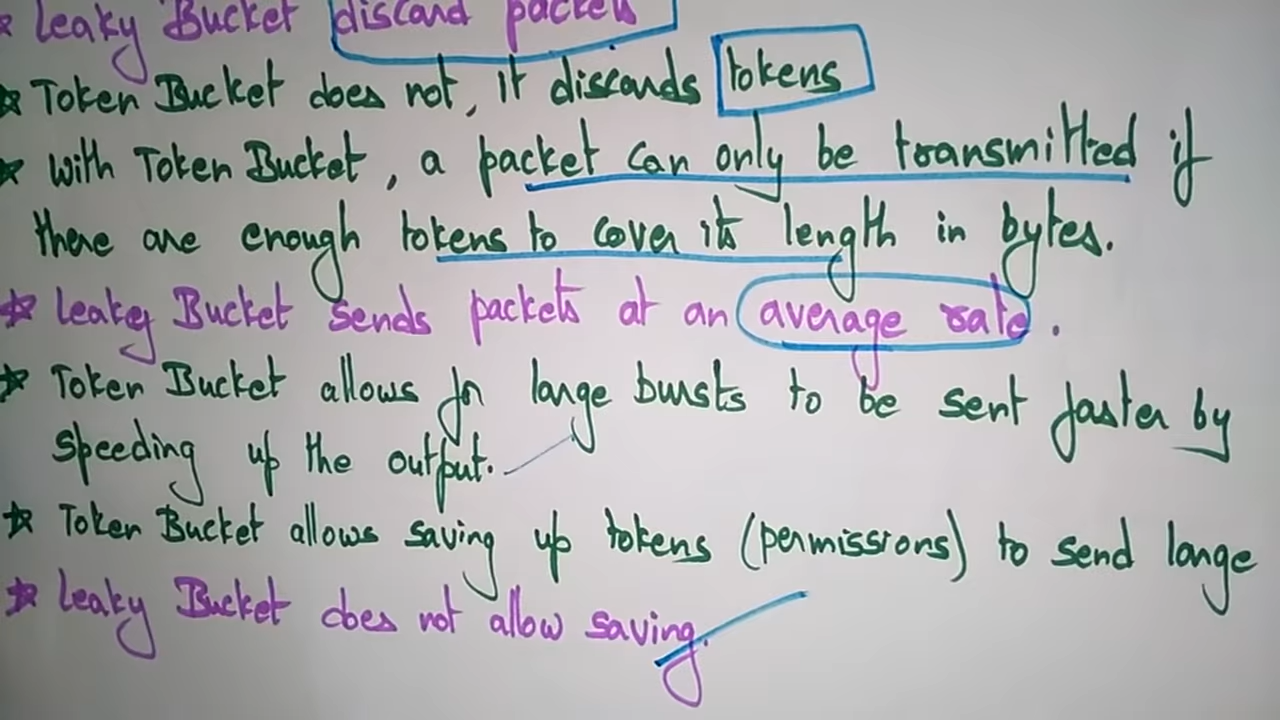 ★ Leaky Bucket discard packets
★ Token Bucket does not, it discards tokens
★ with Token Bucket, a packet can only be transmitted if
there are enough tokens to cover its length in bytes.
★ Leakey Bucket sends packets at an average rate.
★ Token Bucket allows for large bursts to be sent faster by
speeding up the output.
★ Token Bucket allows saving up tokens (permissions) to send large
★ Leaky Bucket does not allow saving.